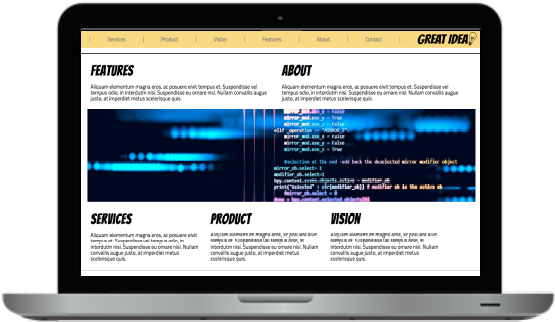 | Services | Product | Vision | Features | About | Contact | GREAT IDEA
FEATURES
Aliquam elementum magna eros, ac posuere elvit tempus et. Suspendisse vel
tempus odio, in interdutm nisi. Suspendisse eu ornare nisl. Nullam convallis augue
justo, at imperdiet metus scelerisque quis.
ABOUT
Aliquam elementum magna eros, ac posuere elvit tempus et. Suspendisse vel
tempus odio, in interdutm nisi. Suspendisse eu ornare nisl. Nullam convallis augue
justo, at imperdiet metus scelerisque quis.
mirror_mod.use_x = False
mirror_mod.use_y = True
mirror_mod.use_z = False
elif _operation == "MIRROR_Z":
mirror_mod.use_x = False
mirror_mod.use_y = False
mirror_mod.use_z = True
#selection at the end -add back the deselected mirror modifier object
mirror_ob.select= 1
modifier_ob.select=1
bpy.context.scene.objects.active = modifier_ob
print("Selected" + str(modifier_ob)) # modifier ob is the active ob
#mirror_ob.select = 0
SERVICES
Aliquam elementum magna eros, ac posuere elvit
tempus et. Suspendisse vel tempus odio, in
interdutm nisi. Suspendisse eu ornare nisl. Nullam
convallis augue justo, at imperdiet metus
scelerisque quis.
PRODUCT
Aliquam elementum magna eros, ac posuere elvit
tempus et. Suspendisse vel tempus odio, in
interdutm nisi. Suspendisse eu ornare nisl. Nullam
convallis augue justo, at imperdiet metus
scelerisque quis.
VISION
Aliquam elementum magna eros, ac posuere elvit
tempus et. Suspendisse vel tempus odio, in
interdutm nisi. Suspendisse eu ornare nisl. Nullam
convallis augue justo, at imperdiet metus
scelerisque quis.